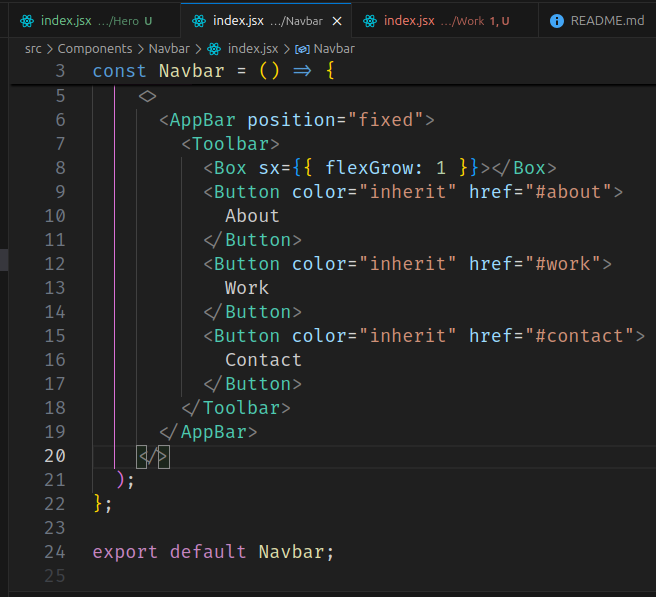 index.jsx .../Hero U index.jsx .../Navbar × index.jsx .../Work 1, U README.md
src > Components > Navbar > index.jsx > Navbar
3 const Navbar = () => {
5 <>
6 <AppBar position="fixed">
7 <Toolbar>
8 <Box sx={{ flexGrow: 1 }}></Box>
9 <Button color="inherit" href="#about">
10 About
11 </Button>
12 <Button color="inherit" href="#work">
13 Work
14 </Button>
15 <Button color="inherit" href="#contact">
16 Contact
17 </Button>
18 </Toolbar>
19 </AppBar>
20 </>
21 );
22 };
23
24 export default Navbar;
25